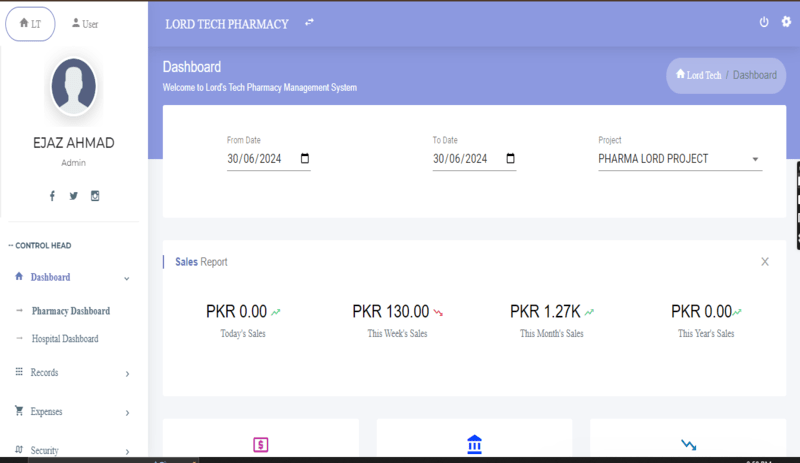 LT
User
LORD TECH PHARMACY
EJAZ AHMAD
Admin
-- CONTROL HEAD
Dashboard
Pharmacy Dashboard
Hospital Dashboard
Records
Expenses
Security
Dashboard
Welcome to Lord's Tech Pharmacy Management System
Lord Tech / Dashboard
From Date
30/06/2024
To Date
30/06/2024
Project
PHARMA LORD PROJECT
Sales Report
X
PKR 0.00
Today's Sales
PKR 130.00
This Week's Sales
PKR 1.27K
This Month's Sales
PKR 0.00
This Year's Sales